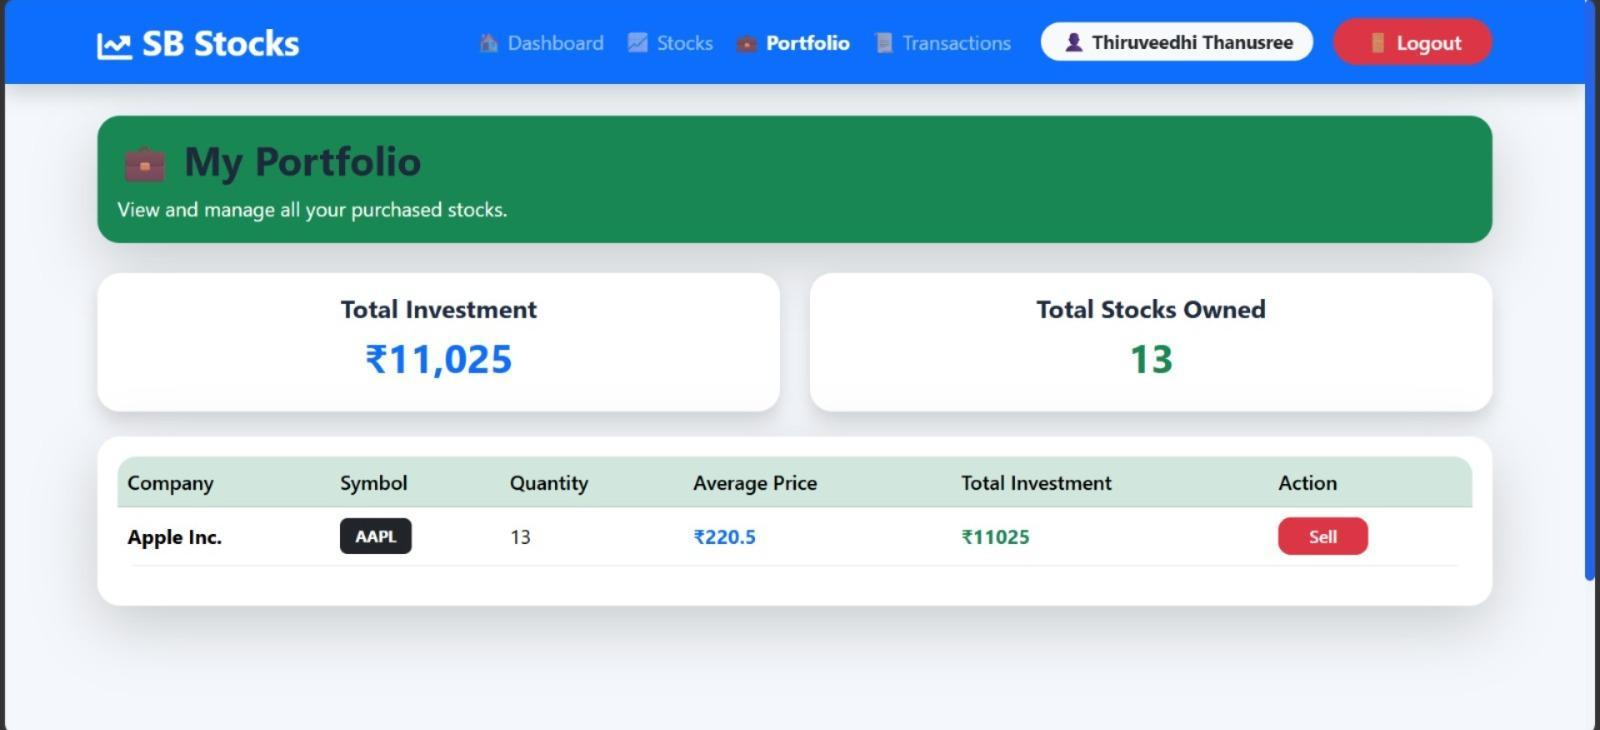 SB Stocks
Dashboard Stocks Portfolio Transactions Thiruveedhi Thanusree Logout
My Portfolio
View and manage all your purchased stocks.
Total Investment
₹11,025
Total Stocks Owned
13
Company Symbol Quantity Average Price Total Investment Action
Apple Inc. AAPL 13 ₹220.5 ₹11025 Sell